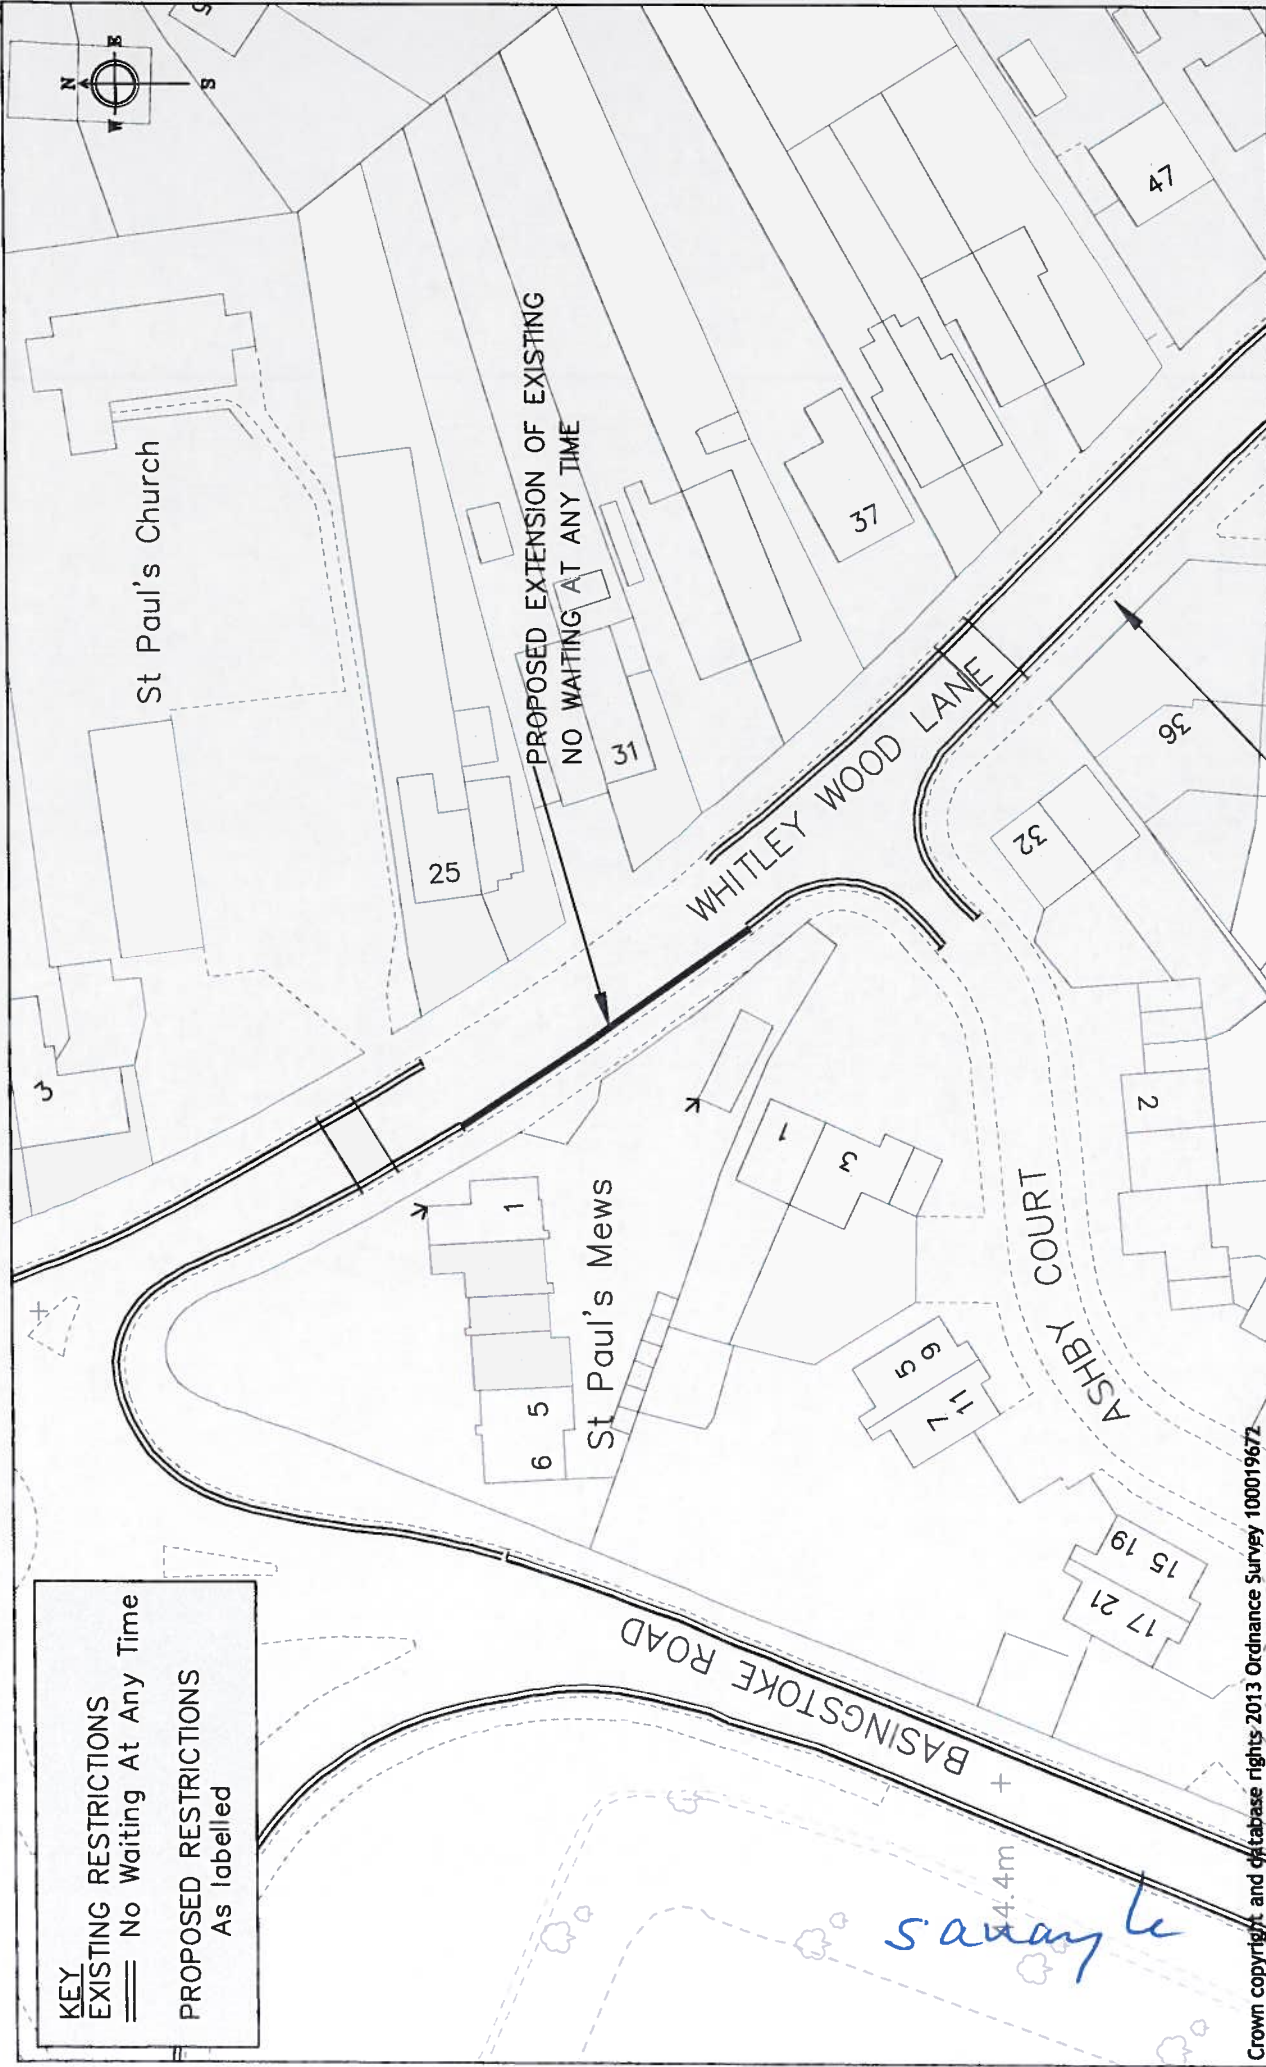 KEY
EXISTING RESTRICTIONS
No Waiting At Any Time
PROPOSED RESTRICTIONS
As labelled
N
E
S
W
St Paul's Church
PROPOSED EXTENSION OF EXISTING
NO WAITING AT ANY TIME
WHITLEY WOOD LANE
St Paul's Mews
ASHBY COURT
BASINGSTOKE ROAD
3
25
31
37
47
36
32
2
1
5
6
1
3
5 9
7 11
15 19
17 21
44.4m
Crown copyright and database rights 2013 Ordnance Survey 100019672